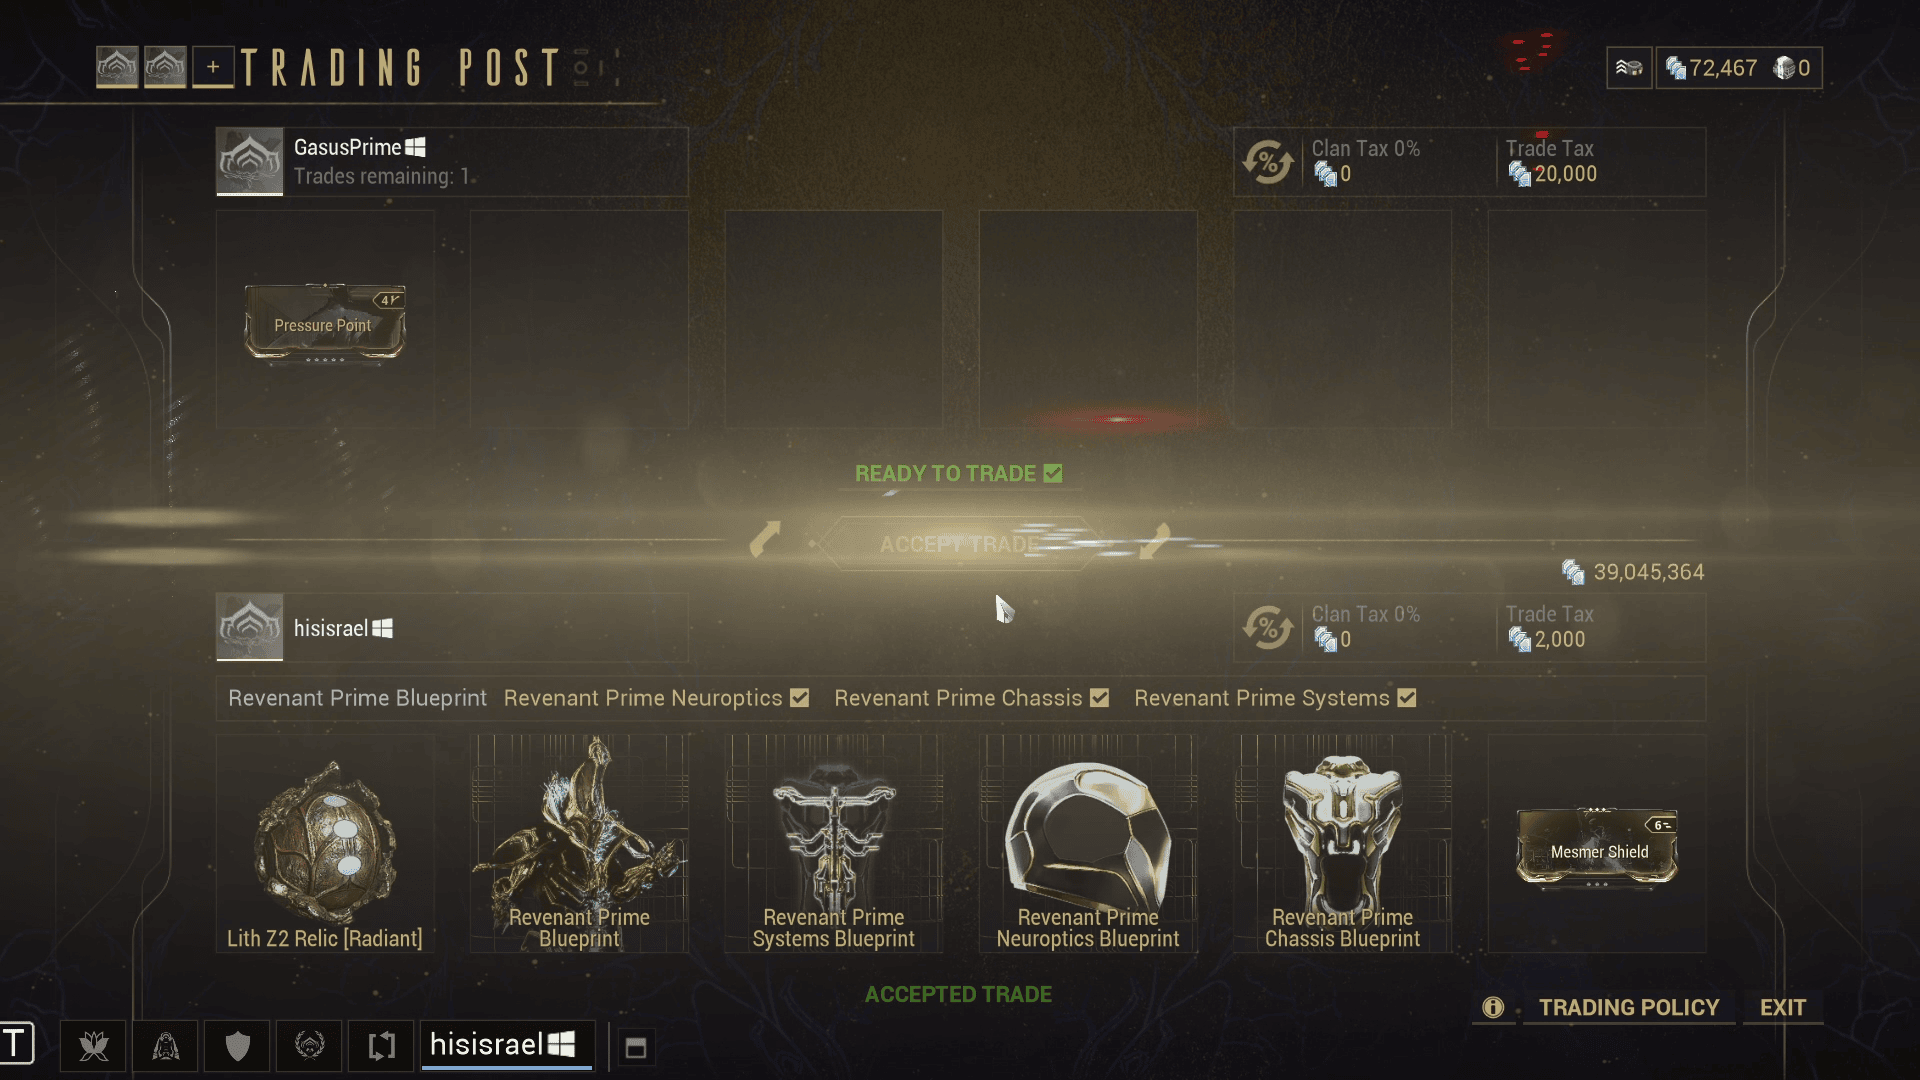 + TRADING POST
72,467 0
GasusPrime
Trades remaining: 1
Clan Tax 0%
0
Trade Tax
20,000
4
Pressure Point
READY TO TRADE
ACCEPT TRADE
39,045,364
hisisrael
Clan Tax 0%
0
Trade Tax
2,000
Revenant Prime Blueprint Revenant Prime Neuroptics Revenant Prime Chassis Revenant Prime Systems
Lith Z2 Relic [Radiant]
Revenant Prime
Blueprint
Revenant Prime
Systems Blueprint
Revenant Prime
Neuroptics Blueprint
Revenant Prime
Chassis Blueprint
6
Mesmer Shield
ACCEPTED TRADE
TRADING POLICY
EXIT
T
hisisrael